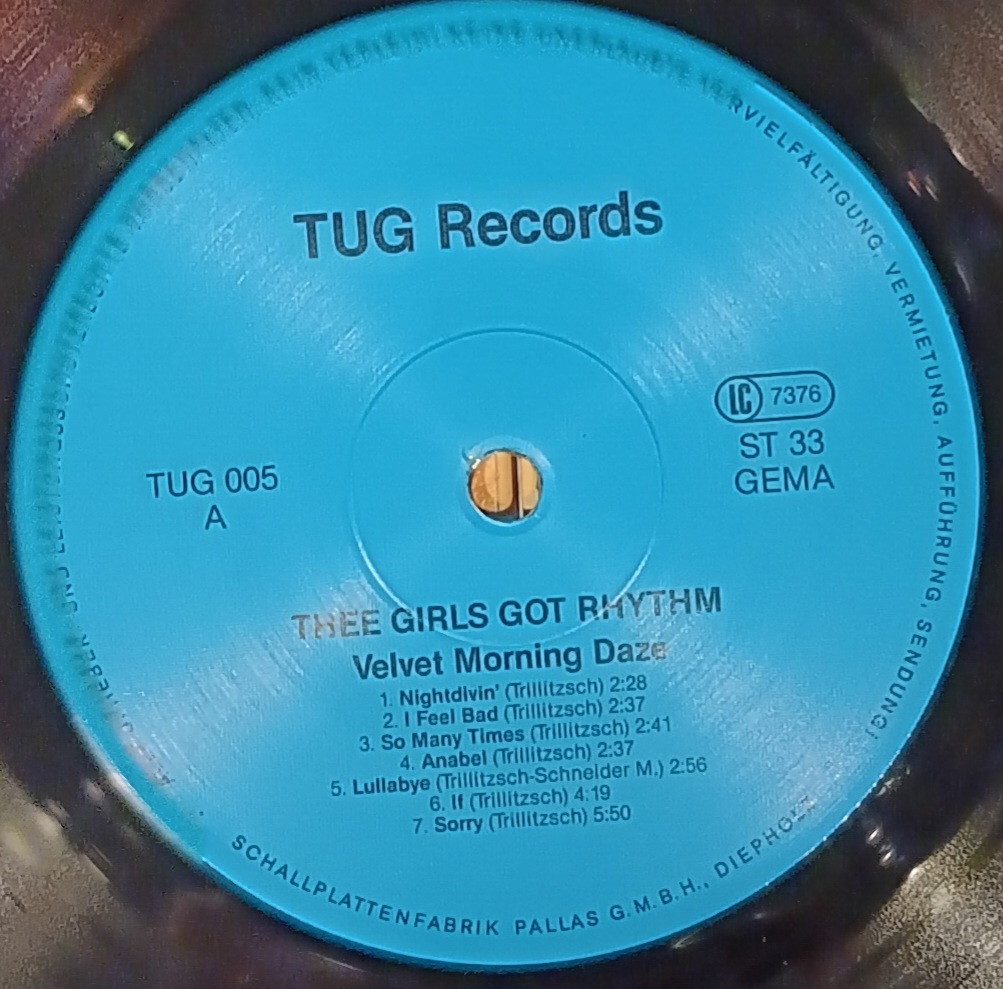 TUG Records
LC 7376
ST 33
GEMA
TUG 005
A
THEE GIRLS GOT RHYTHM
Velvet Morning Daze
1. Nightdivin' (Trillitzsch) 2:28
2. I Feel Bad (Trillitzsch) 2:37
3. So Many Times (Trillitzsch) 2:41
4. Anabel (Trillitzsch) 2:37
5. Lullabye (Trillitzsch-Schneider M.) 2:56
6. If (Trillitzsch) 4:19
7. Sorry (Trillitzsch) 5:50
VERMIETUNG, AUFFÜHRUNG, SENDUNG!
SCHALLPLATTENFABRIK PALLAS G.M.B.H., DIEPHOLZ